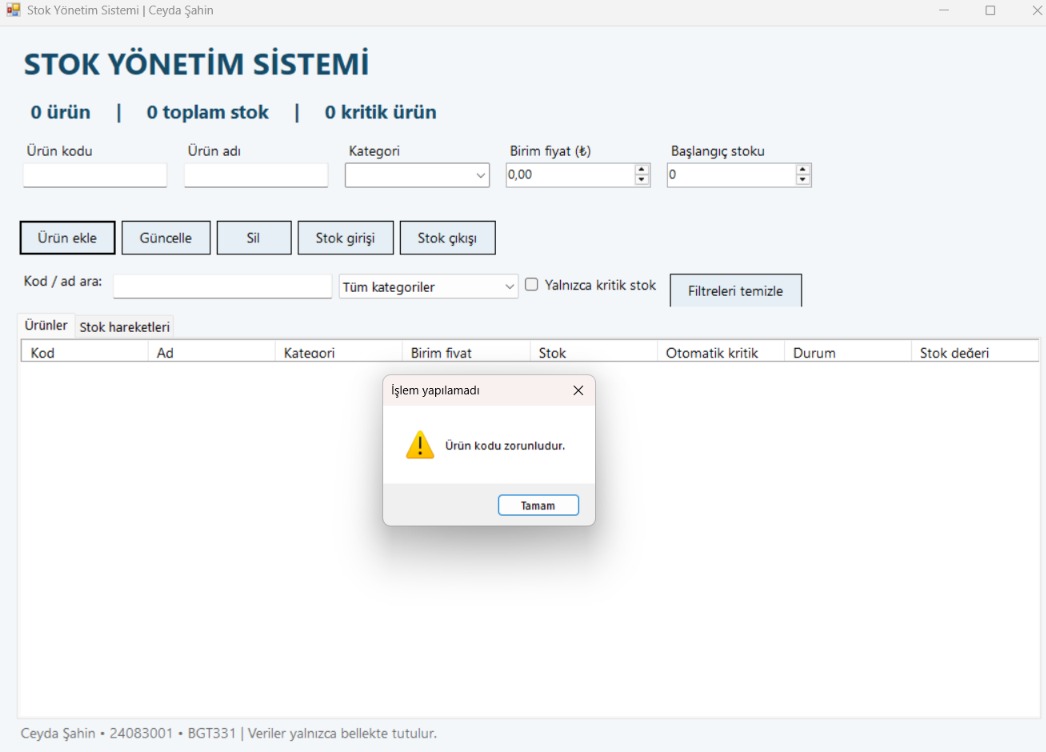 Stok Yönetim Sistemi | Ceyda Şahin
STOK YÖNETİM SİSTEMİ
0 ürün | 0 toplam stok | 0 kritik ürün
Ürün kodu Ürün adı Kategori Birim fiyat (₺) Başlangıç stoku
0,00 0
Ürün ekle Güncelle Sil Stok girişi Stok çıkışı
Kod / ad ara: Tüm kategoriler Yalnızca kritik stok Filtreleri temizle
Ürünler Stok hareketleri
Kod Ad Kategori Birim fiyat Stok Otomatik kritik Durum Stok değeri
İşlem yapılamadı
Ürün kodu zorunludur.
Tamam
Ceyda Şahin • 24083001 • BGT331 | Veriler yalnızca bellekte tutulur.